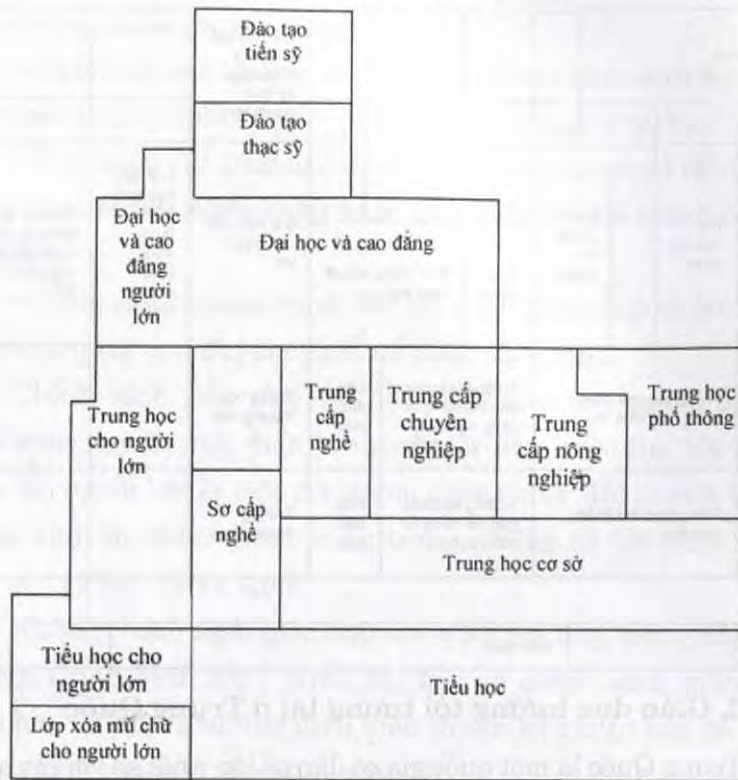 Đào tạo
tiến sỹ
Đào tạo
thạc sỹ
Đại học
và cao
đẳng
người
lớn
Đại học và cao đẳng
Trung học
cho người
lớn
Trung
cấp
nghề
Trung cấp
chuyên
nghiệp
Trung
cấp nông
nghiệp
Trung học
phổ thông
Sơ cấp
nghề
Trung học cơ sở
Tiểu học cho
người lớn
Lớp xóa mũ chữ
cho người lớn
Tiểu học